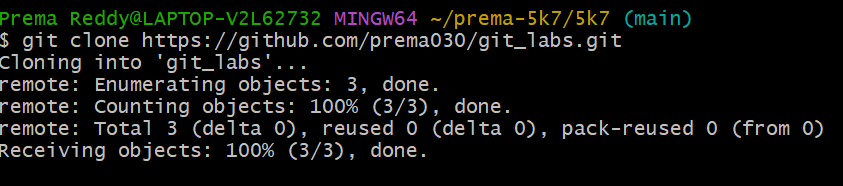 Prema Reddy@LAPTOP-V2L62732 MINGW64 ~/prema-5k7/5k7 (main)
$ git clone https://github.com/prema030/git_labs.git
Cloning into 'git_labs'...
remote: Enumerating objects: 3, done.
remote: Counting objects: 100% (3/3), done.
remote: Total 3 (delta 0), reused 0 (delta 0), pack-reused 0 (from 0)
Receiving objects: 100% (3/3), done.